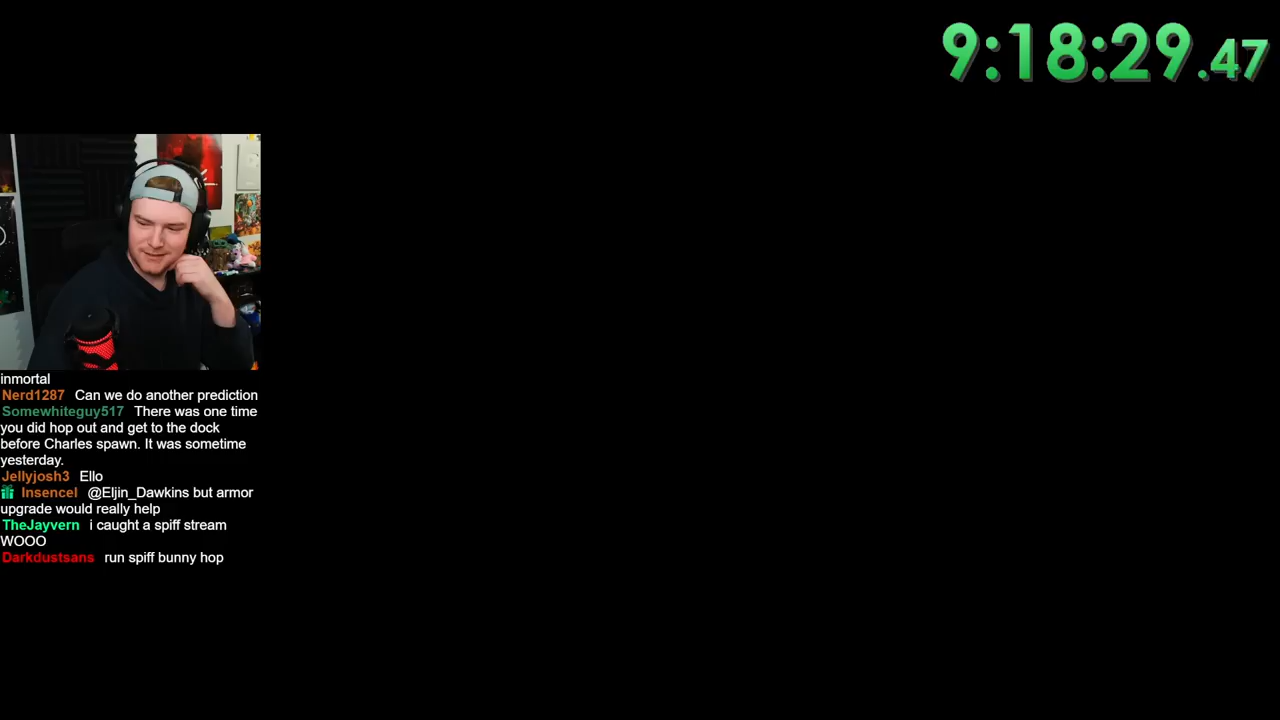 9:18:29.47
inmortal
Nerd1287 Can we do another prediction
Somewhiteguy517 There was one time
you did hop out and get to the dock
before Charles spawn. It was sometime
yesterday.
Jellyjosh3 Ello
Insencel @Eljin_Dawkins but armor
upgrade would really help
TheJayvern i caught a spiff stream
WOOO
Darkdustsans run spiff bunny hop